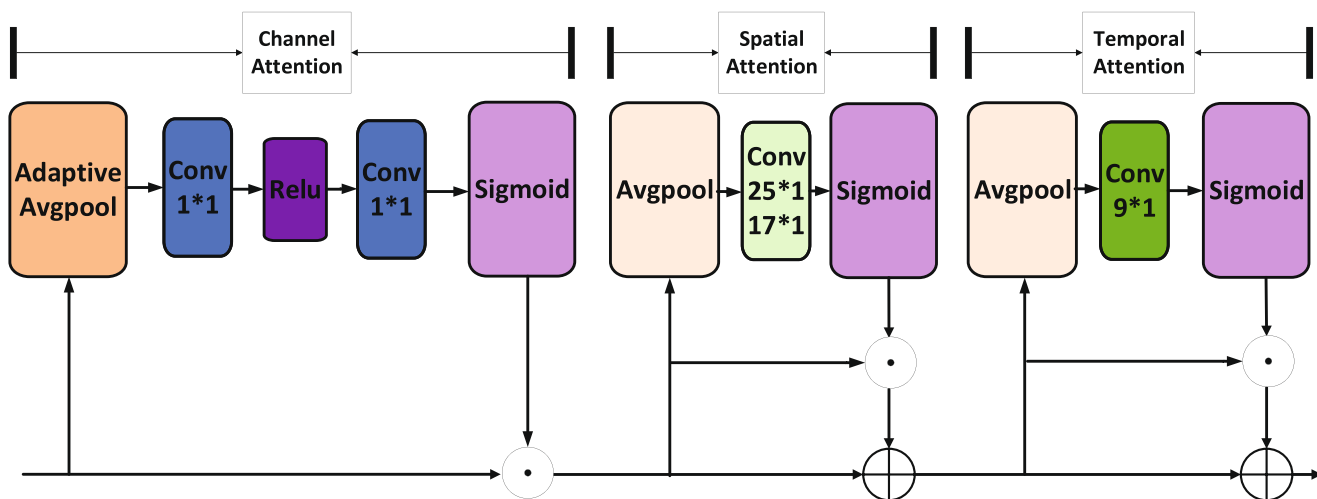 Channel
Attention
Spatial
Attention
Temporal
Attention
Adaptive
Avgpool
Conv
1*1
Relu
Conv
1*1
Sigmoid
Avgpool
Conv
25*1
17*1
Sigmoid
Avgpool
Conv
9*1
Sigmoid